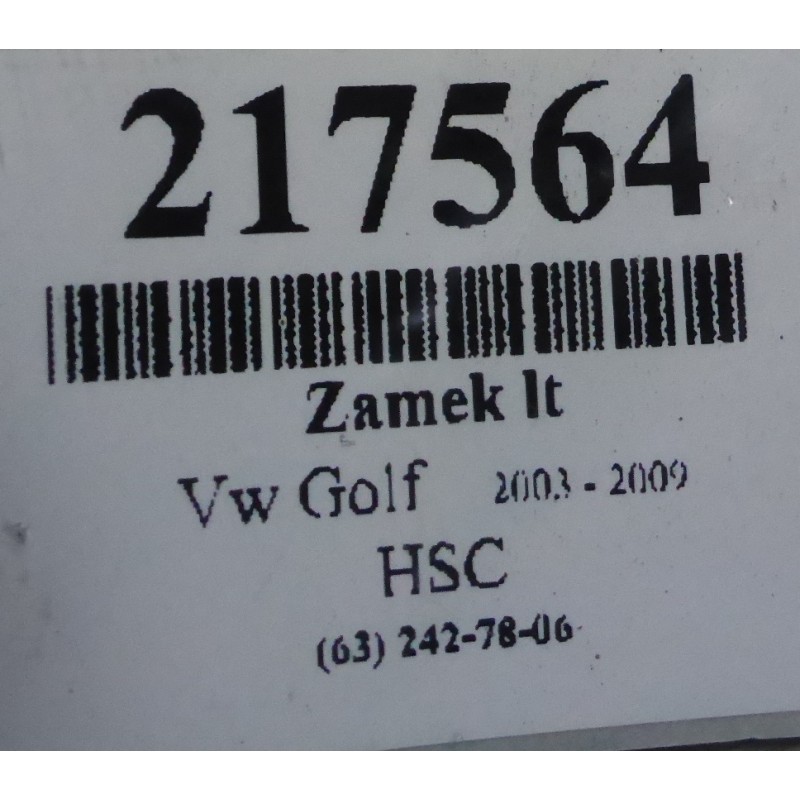 217564
Zamek lt
Vw Golf 2003 - 2009
HSC
(63) 242-78-06